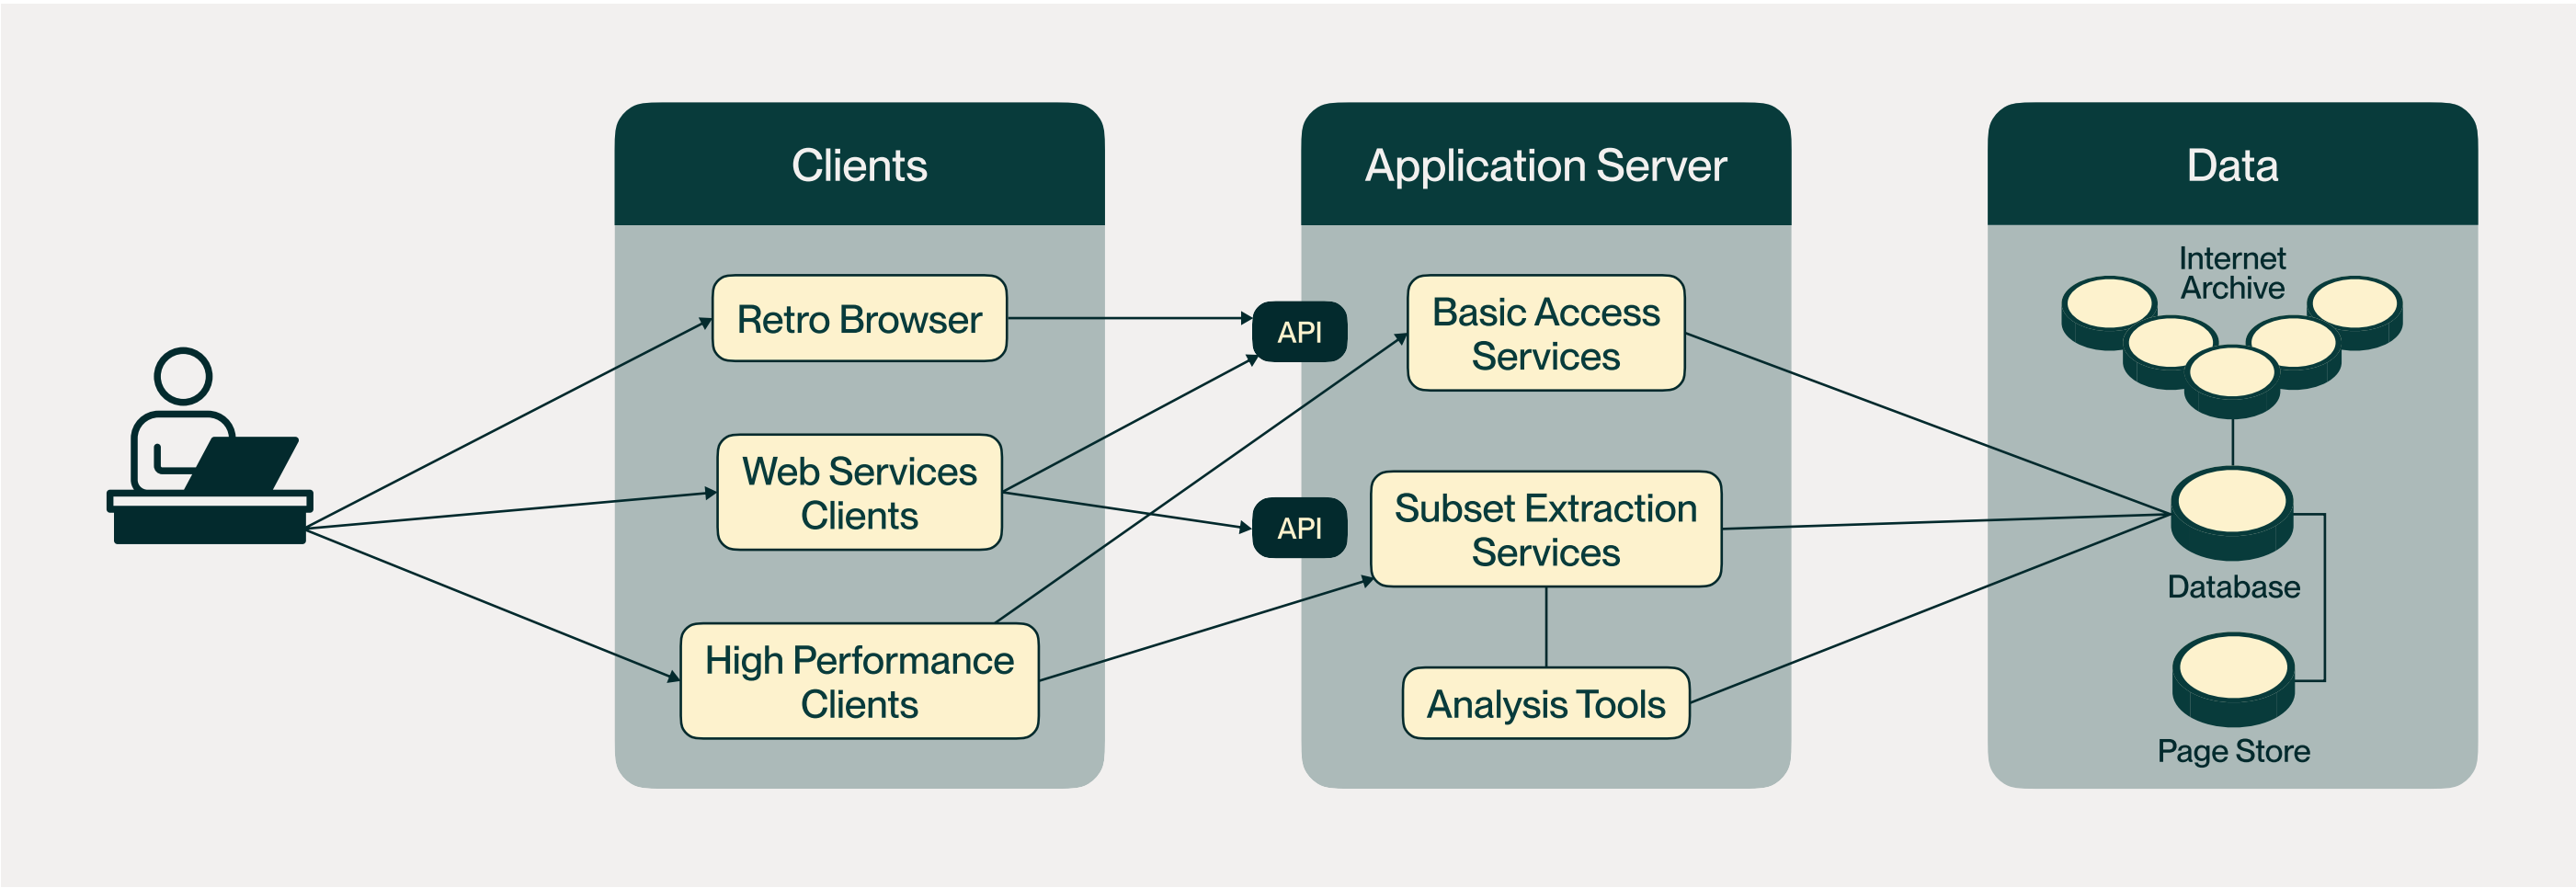 Clients
Retro Browser
Web Services
Clients
High Performance
Clients
API
API
Application Server
Basic Access
Services
Subset Extraction
Services
Analysis Tools
Data
Internet
Archive
Database
Page Store